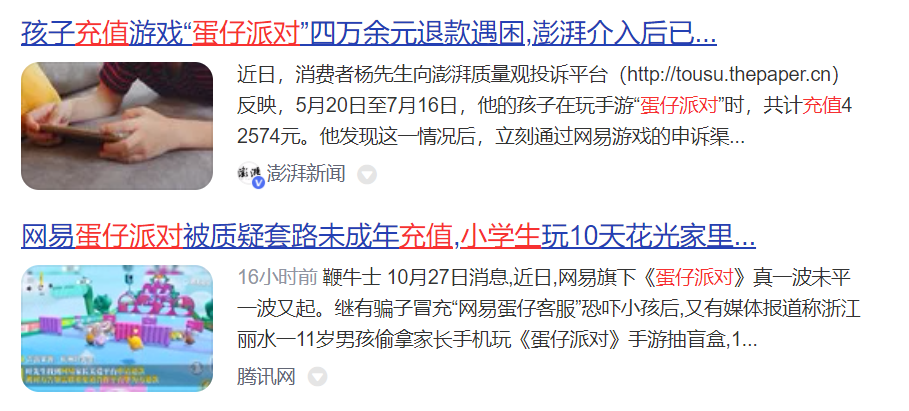 孩子充值游戏“蛋仔派对”四万余元退款遇困,澎湃介入后已...
近日，消费者杨先生向澎湃质量观投诉平台（http://tousu.thepaper.cn）
反映，5月20日至7月16日，他的孩子在玩手游“蛋仔派对”时，共计充值4
2574元。他发现这一情况后，立刻通过网易游戏的申诉渠...
澎湃新闻
网易蛋仔派对被质疑套路未成年充值,小学生玩10天花光家里...
16小时前 鞭牛士 10月27日消息,近日,网易旗下《蛋仔派对》真一波未平
一波又起。继有骗子冒充“网易蛋仔客服”恐吓小孩后,又有媒体报道称浙江
丽水一11岁男孩偷拿家长手机玩《蛋仔派对》手游抽盲盒,1...
腾讯网